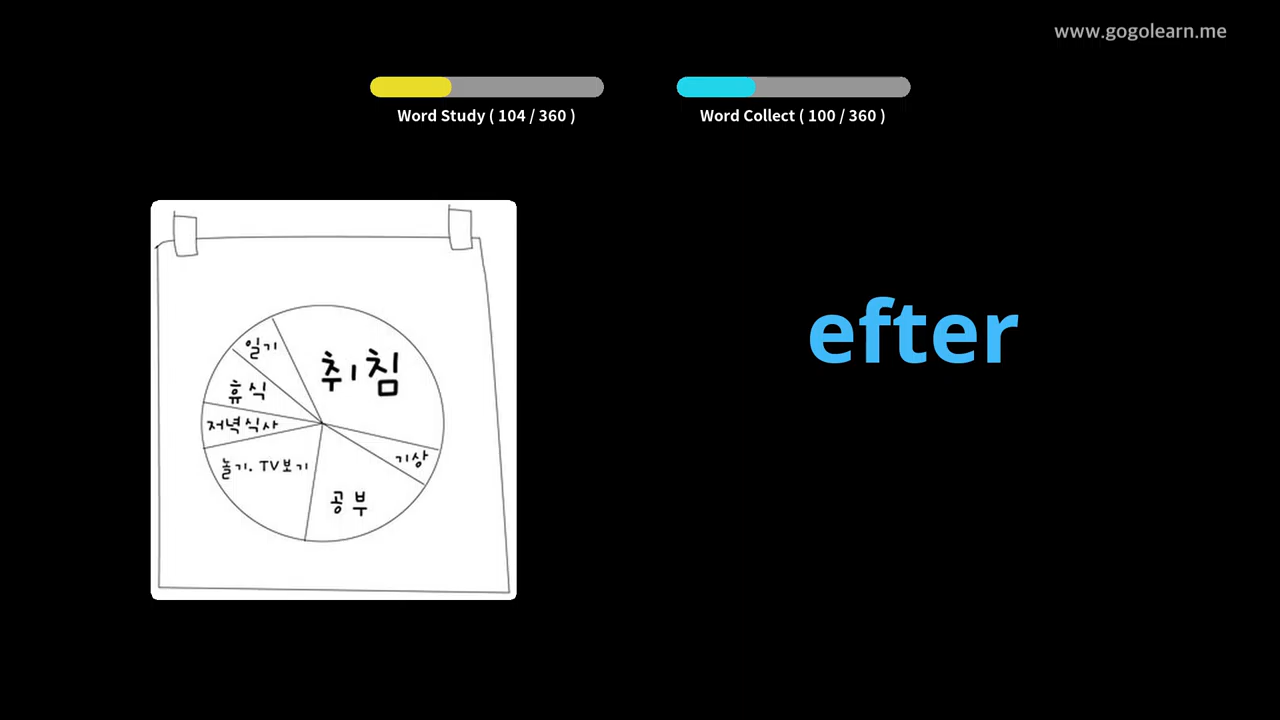 www.gogolearn.me
Word Study ( 104 / 360 )
Word Collect ( 100 / 360 )
일기
취침
휴식
저녁식사
놀기. TV보기
기상
공부
efter